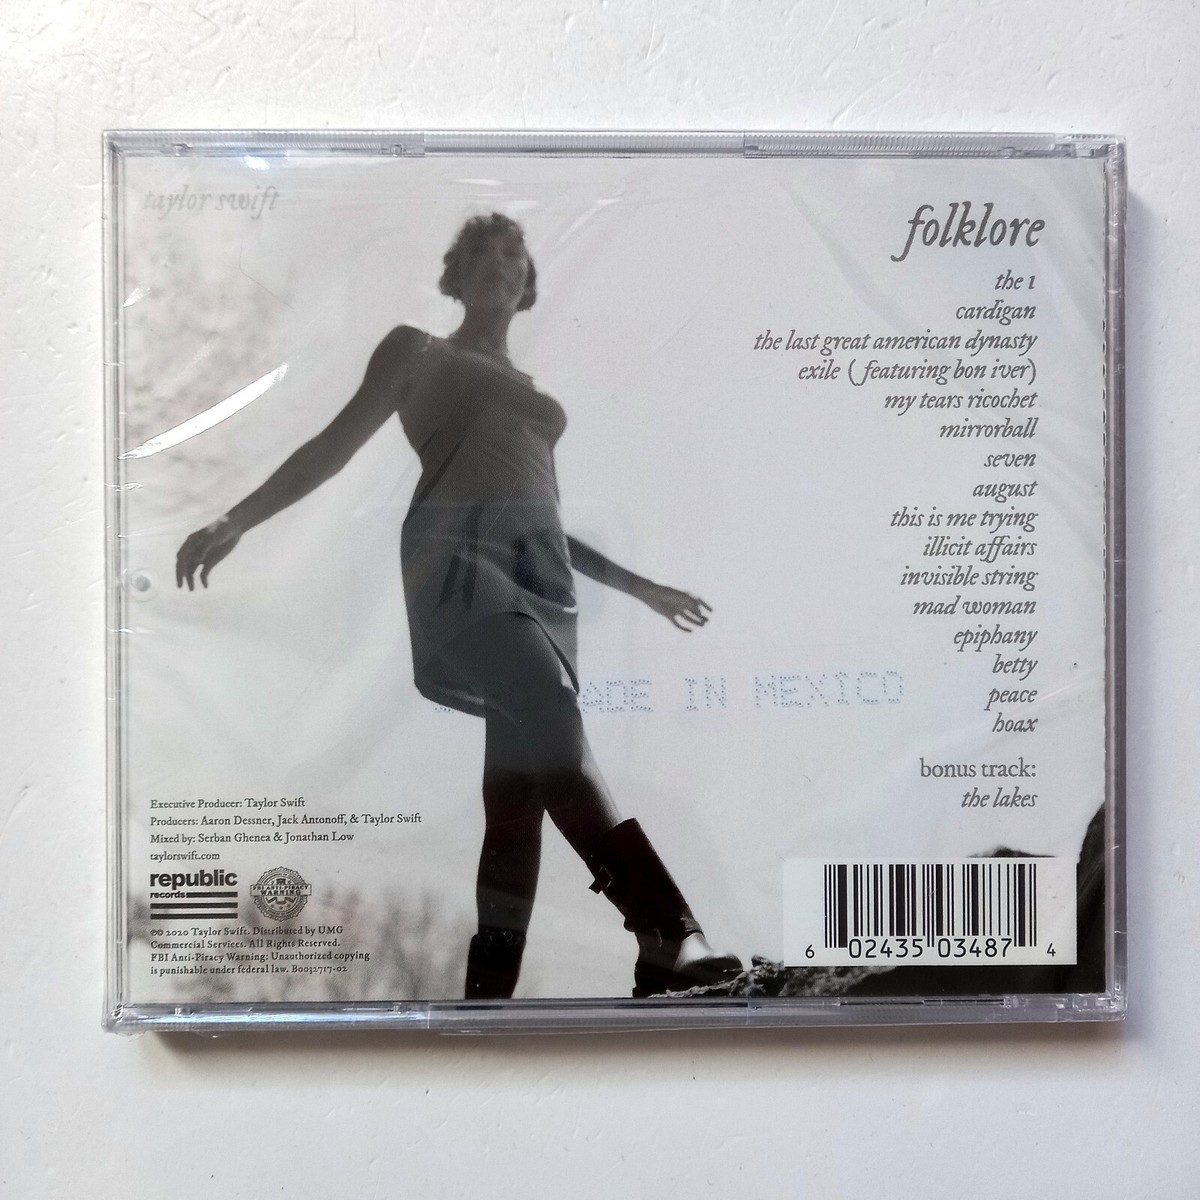 taylor swift
folklore
the 1
cardigan
the last great american dynasty
exile (featuring bon iver)
my tears ricochet
mirrorball
seven
august
this is me trying
illicit affairs
invisible string
mad woman
epiphany
betty
peace
hoax
bonus track:
the lakes
MADE IN MEXICO
Executive Producer: Taylor Swift
Producers: Aaron Dessner, Jack Antonoff, & Taylor Swift
Mixed by: Serban Ghenea & Jonathan Low
taylorswift.com
republic
records
FBI ANTI-PIRACY
WARNING
℗© 2020 Taylor Swift. Distributed by UMG
Commercial Services. All Rights Reserved.
FBI Anti-Piracy Warning: Unauthorized copying
is punishable under federal law. B0032717-02
6 02435 03487 4